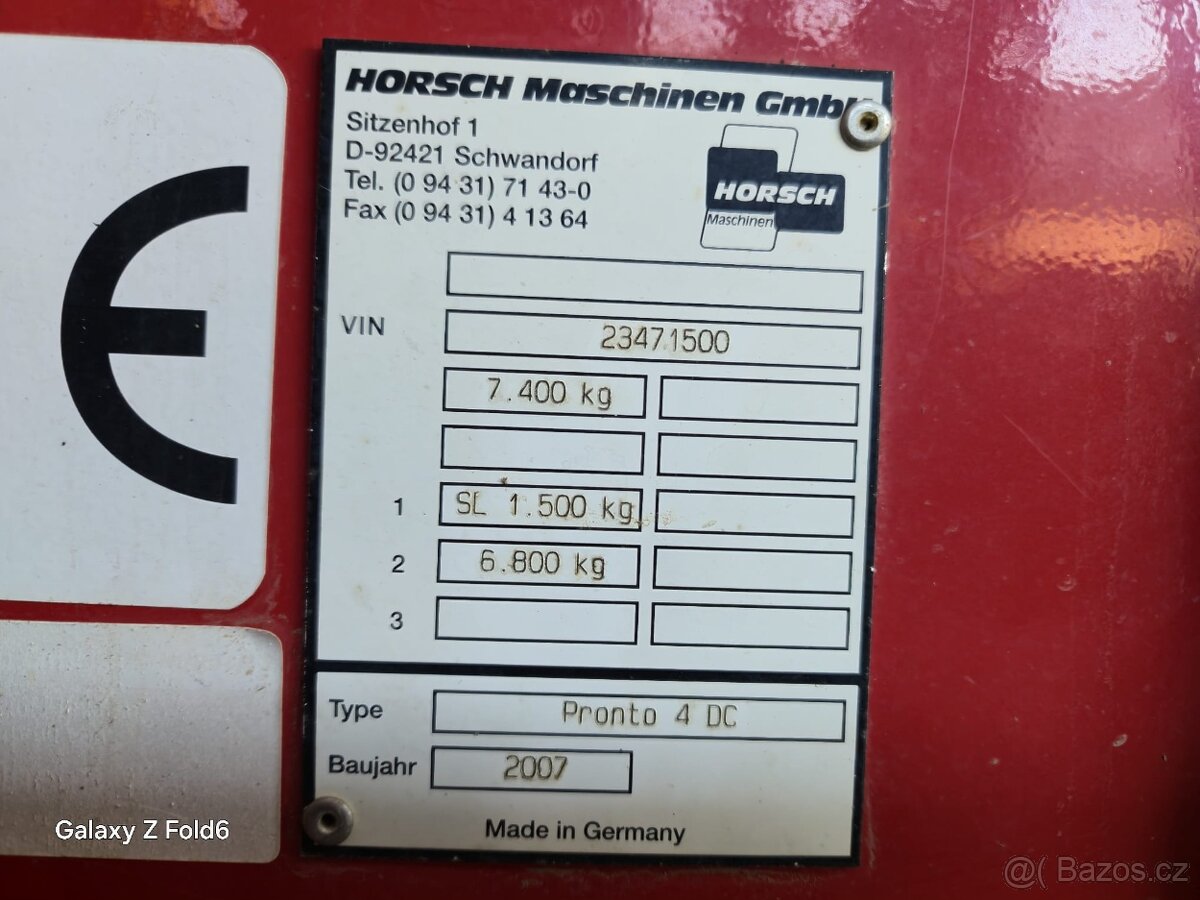 HORSCH Maschinen GmbH
Sitzenhof 1
D-92421 Schwandorf
Tel. (0 94 31) 71 43-0
Fax (0 94 31) 4 13 64
HORSCH
Maschinen
CE
VIN 23471500
7.400 kg
1 SL 1.500 kg
2 6.800 kg
3
Type Pronto 4 DC
Baujahr 2007
Made in Germany
Galaxy Z Fold6
@( Bazos.cz